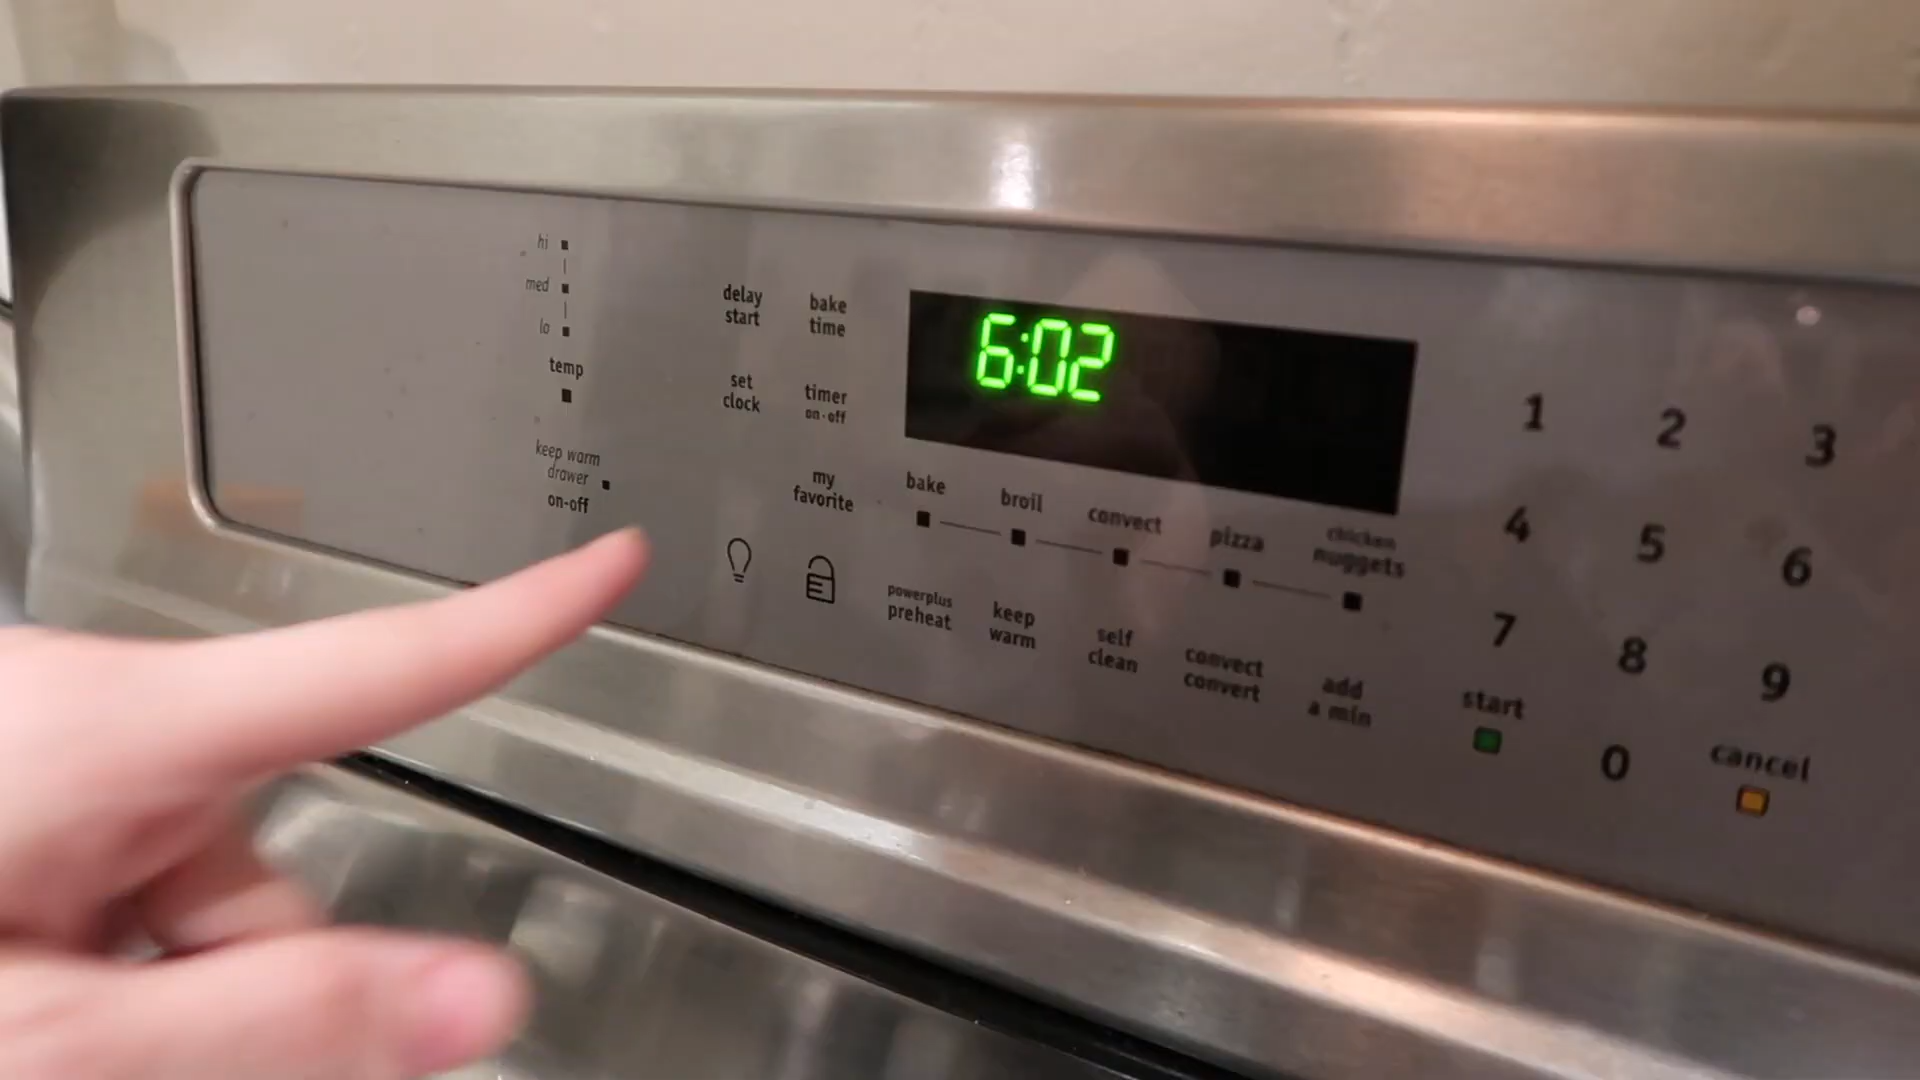 hi
med
lo
temp
keep warm
drawer
on-off
delay
start
bake
time
set
clock
timer
on-off
my
favorite
6:02
bake
broil
convect
pizza
chicken
nuggets
powerplus
preheat
keep
warm
self
clean
convect
convert
add
a min
1 2 3
4 5 6
7 8 9
0
start
cancel